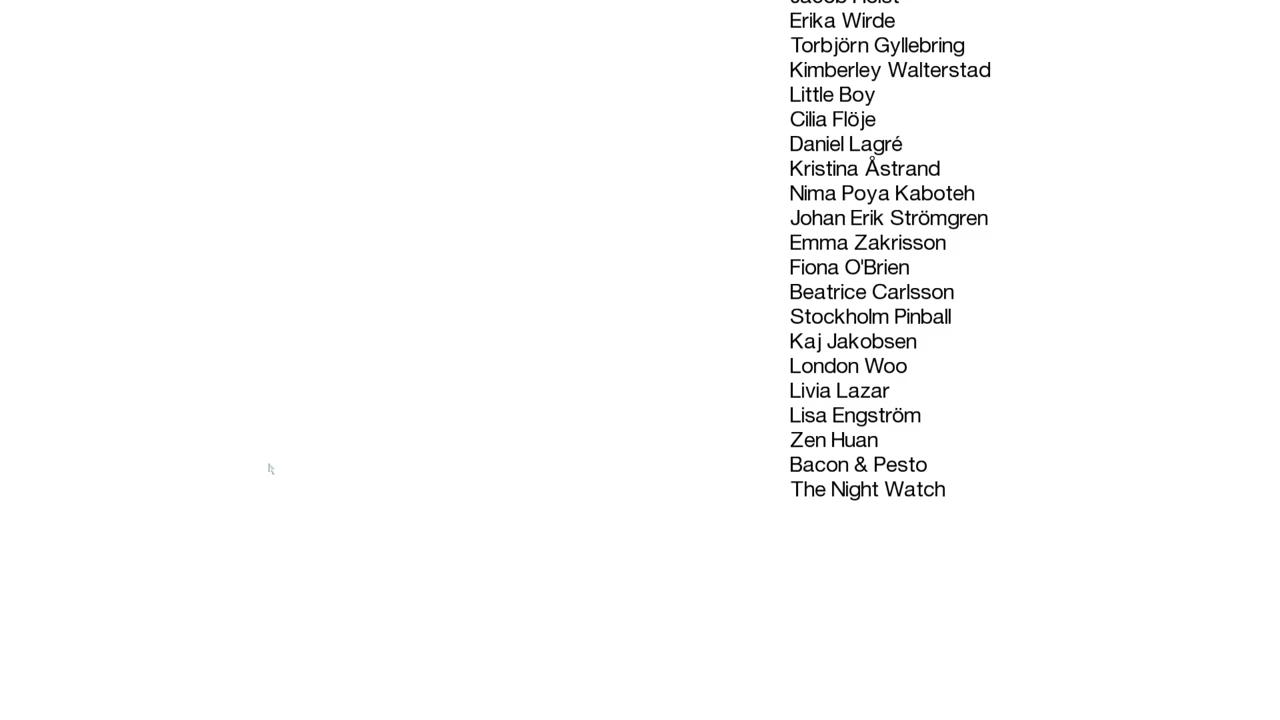 Erika Wirde
Torbjörn Gyllebring
Kimberley Walterstad
Little Boy
Cilia Flöje
Daniel Lagré
Kristina Åstrand
Nima Poya Kaboteh
Johan Erik Strömgren
Emma Zakrisson
Fiona O'Brien
Beatrice Carlsson
Stockholm Pinball
Kaj Jakobsen
London Woo
Livia Lazar
Lisa Engström
Zen Huan
Bacon & Pesto
The Night Watch